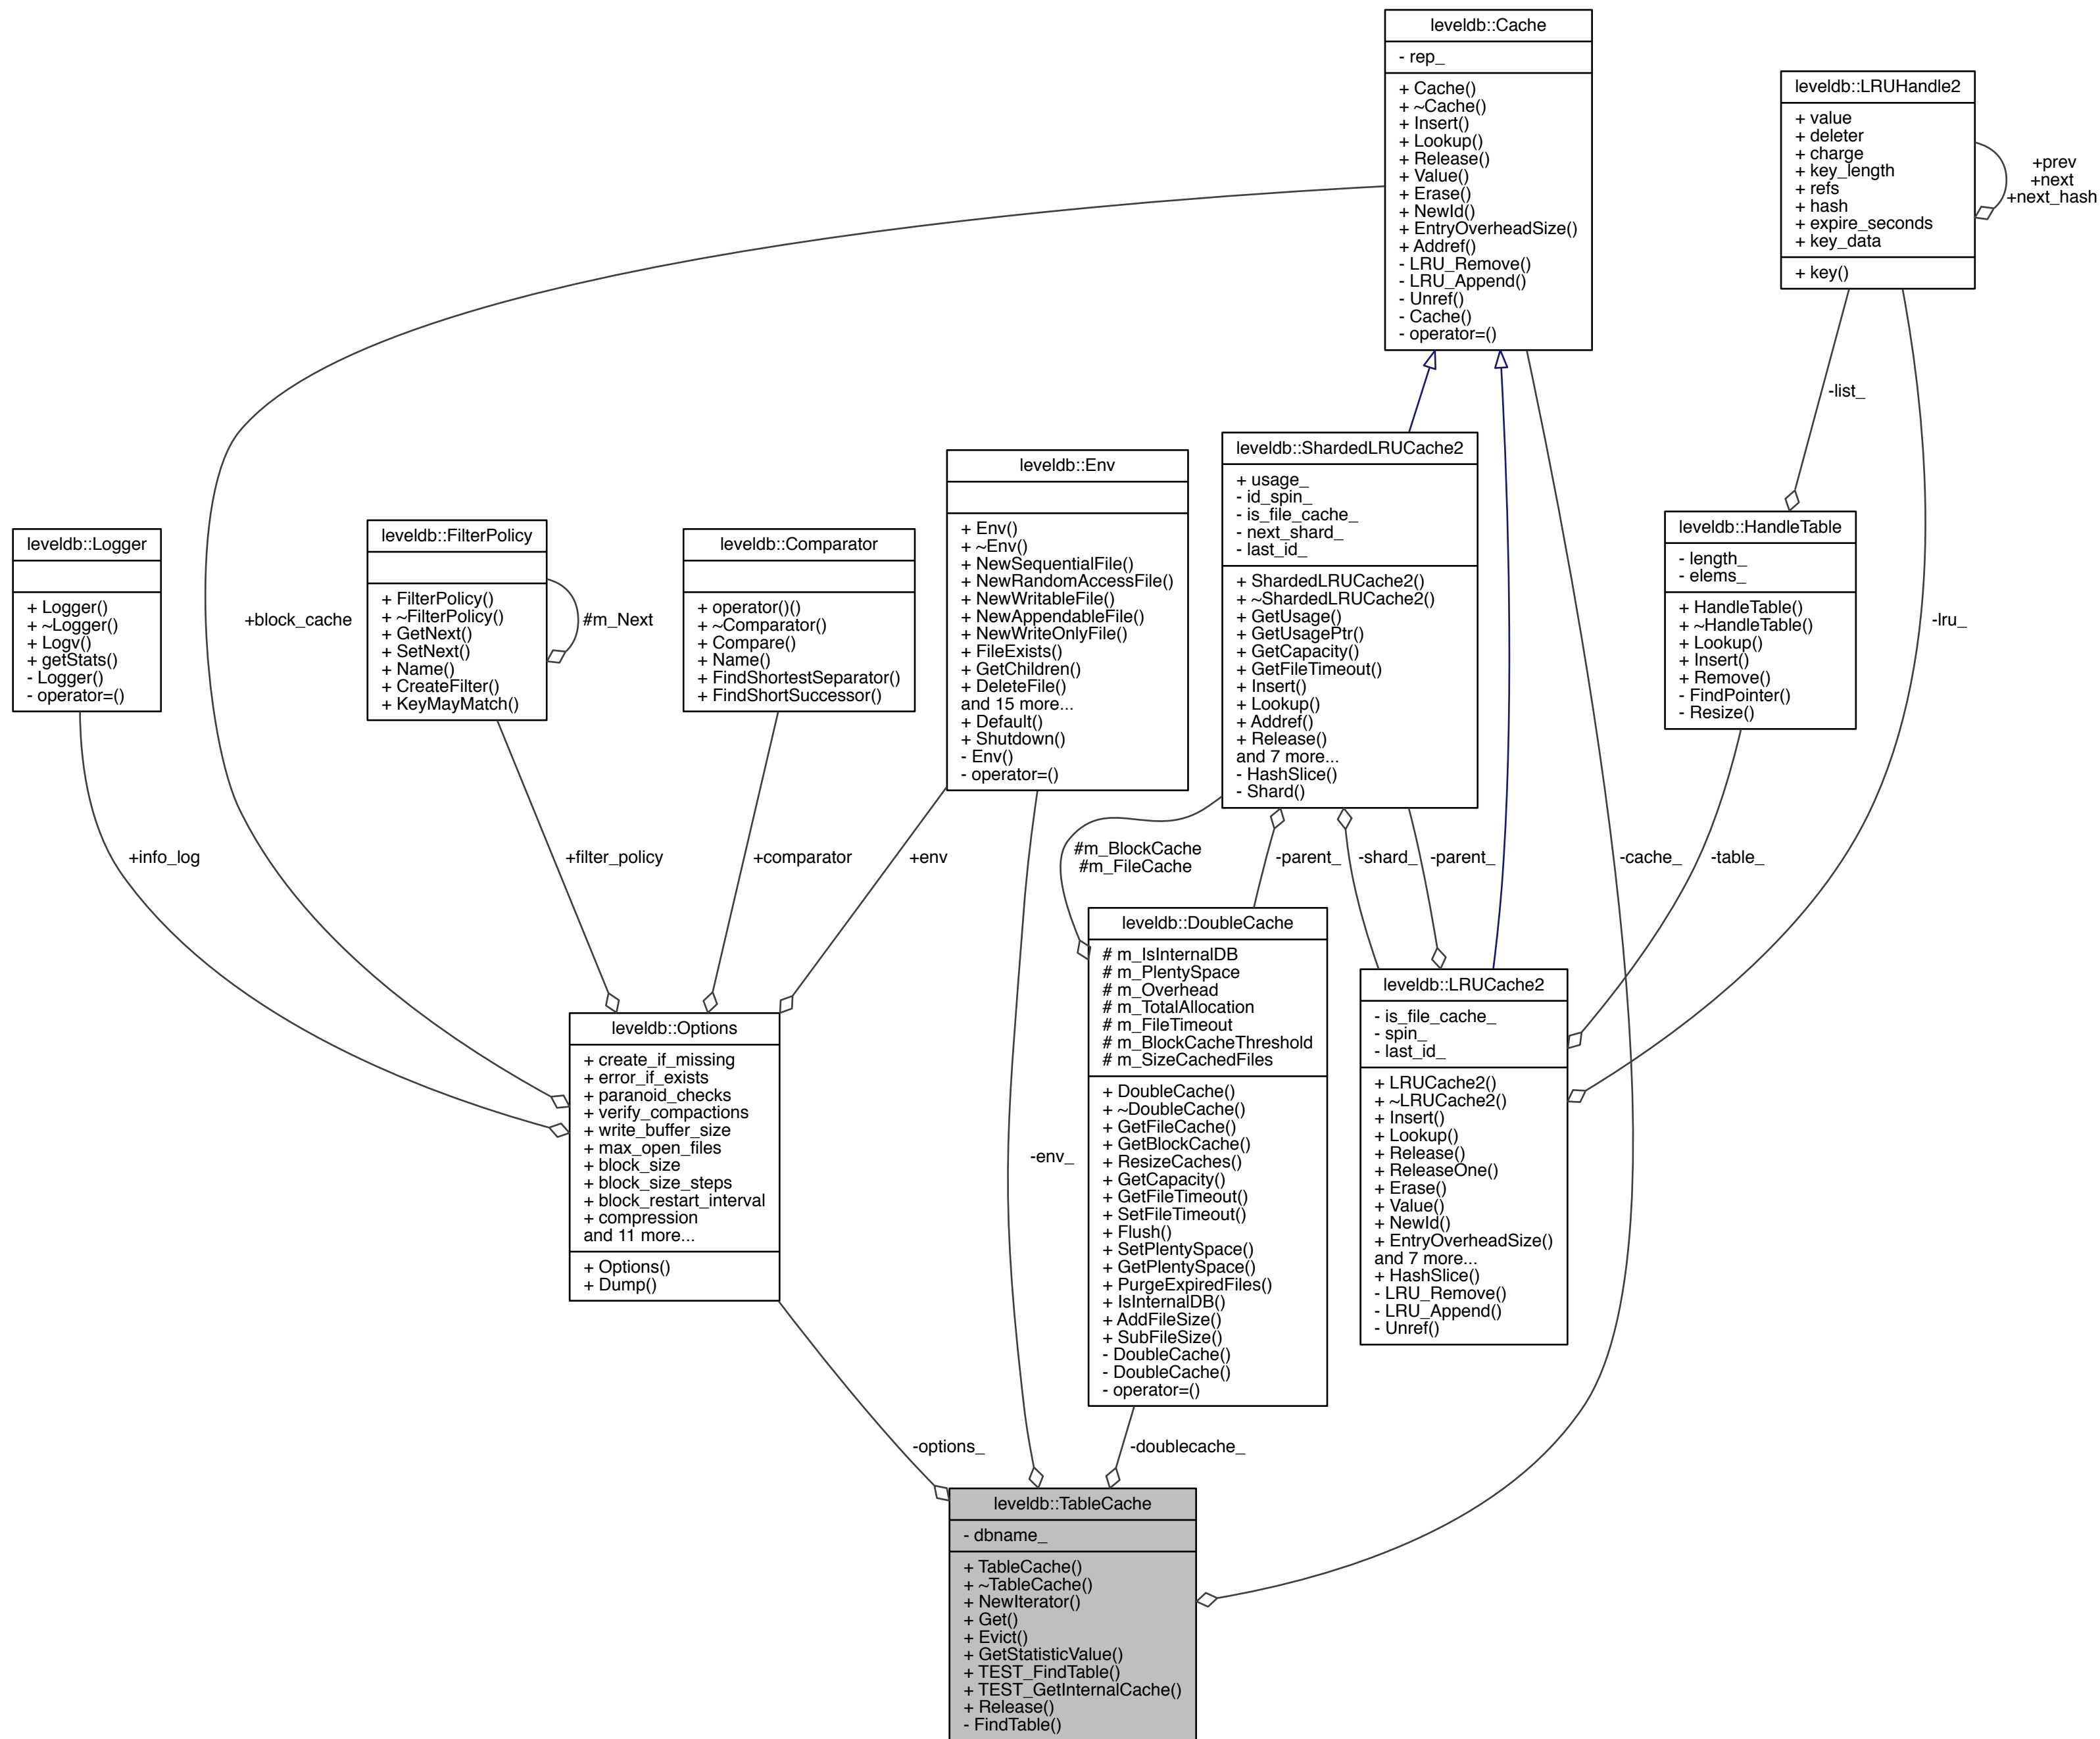 leveldb::Cache
- rep_
+ Cache()
+ ~Cache()
+ Insert()
+ Lookup()
+ Release()
+ Value()
+ Erase()
+ NewId()
+ EntryOverheadSize()
+ Addref()
- LRU_Remove()
- LRU_Append()
- Unref()
- Cache()
- operator=()
leveldb::LRUHandle2
+ value
+ deleter
+ charge
+ key_length
+ refs
+ hash
+ expire_seconds
+ key_data
+ key()
+prev
+next
+next_hash
-list_
leveldb::ShardedLRUCache2
+ usage_
- id_spin_
- is_file_cache_
- next_shard_
- last_id_
+ ShardedLRUCache2()
+ ~ShardedLRUCache2()
+ GetUsage()
+ GetUsagePtr()
+ GetCapacity()
+ GetFileTimeout()
+ Insert()
+ Lookup()
+ Addref()
+ Release()
and 7 more...
- HashSlice()
- Shard()
leveldb::Env
+ Env()
+ ~Env()
+ NewSequentialFile()
+ NewRandomAccessFile()
+ NewWritableFile()
+ NewAppendableFile()
+ NewWriteOnlyFile()
+ FileExists()
+ GetChildren()
+ DeleteFile()
and 15 more...
+ Default()
+ Shutdown()
- Env()
- operator=()
leveldb::HandleTable
- length_
- elems_
+ HandleTable()
+ ~HandleTable()
+ Lookup()
+ Insert()
+ Remove()
- FindPointer()
- Resize()
leveldb::Logger
+ Logger()
+ ~Logger()
+ Logv()
+ getStats()
- Logger()
- operator=()
+block_cache
leveldb::FilterPolicy
+ FilterPolicy()
+ ~FilterPolicy()
+ GetNext()
+ SetNext()
+ Name()
+ CreateFilter()
+ KeyMayMatch()
#m_Next
leveldb::Comparator
+ operator()()
+ ~Comparator()
+ Compare()
+ Name()
+ FindShortestSeparator()
+ FindShortSuccessor()
-lru_
+info_log
+filter_policy
+comparator
+env
#m_BlockCache
#m_FileCache
-parent_
-shard_
-parent_
-cache_
-table_
leveldb::DoubleCache
# m_IsInternalDB
# m_PlentySpace
# m_Overhead
# m_TotalAllocation
# m_FileTimeout
# m_BlockCacheThreshold
# m_SizeCachedFiles
+ DoubleCache()
+ ~DoubleCache()
+ GetFileCache()
+ GetBlockCache()
+ ResizeCaches()
+ GetCapacity()
+ GetFileTimeout()
+ SetFileTimeout()
+ Flush()
+ SetPlentySpace()
+ GetPlentySpace()
+ PurgeExpiredFiles()
+ IsInternalDB()
+ AddFileSize()
+ SubFileSize()
- DoubleCache()
- DoubleCache()
- operator=()
leveldb::LRUCache2
- is_file_cache_
- spin_
- last_id_
+ LRUCache2()
+ ~LRUCache2()
+ Insert()
+ Lookup()
+ Release()
+ ReleaseOne()
+ Erase()
+ Value()
+ NewId()
+ EntryOverheadSize()
and 7 more...
+ HashSlice()
- LRU_Remove()
- LRU_Append()
- Unref()
leveldb::Options
+ create_if_missing
+ error_if_exists
+ paranoid_checks
+ verify_compactions
+ write_buffer_size
+ max_open_files
+ block_size
+ block_size_steps
+ block_restart_interval
+ compression
and 11 more...
+ Options()
+ Dump()
-env_
-options_
-doublecache_
leveldb::TableCache
- dbname_
+ TableCache()
+ ~TableCache()
+ NewIterator()
+ Get()
+ Evict()
+ GetStatisticValue()
+ TEST_FindTable()
+ TEST_GetInternalCache()
+ Release()
- FindTable()